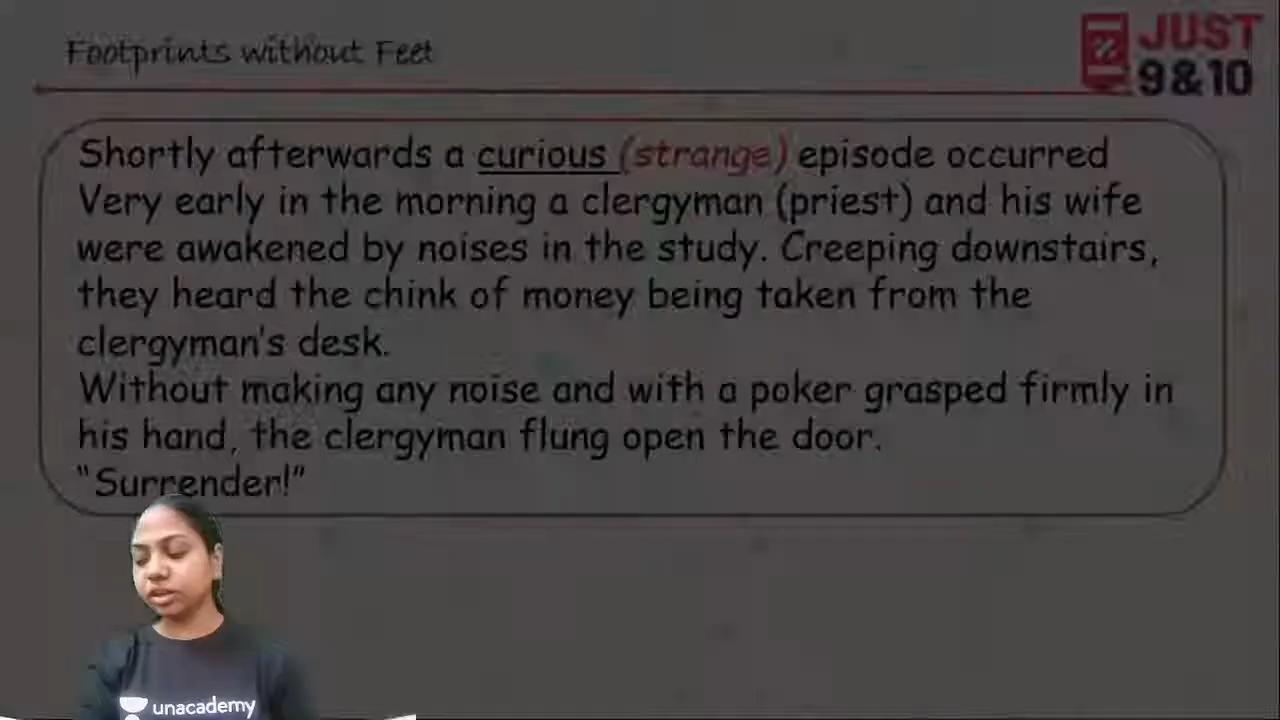 Footprints without Feet
JUST
9&10
Shortly afterwards a curious (strange) episode occurred
Very early in the morning a clergyman (priest) and his wife
were awakened by noises in the study. Creeping downstairs,
they heard the chink of money being taken from the
clergyman's desk.
Without making any noise and with a poker grasped firmly in
his hand, the clergyman flung open the door.
"Surrender!"
unacademy